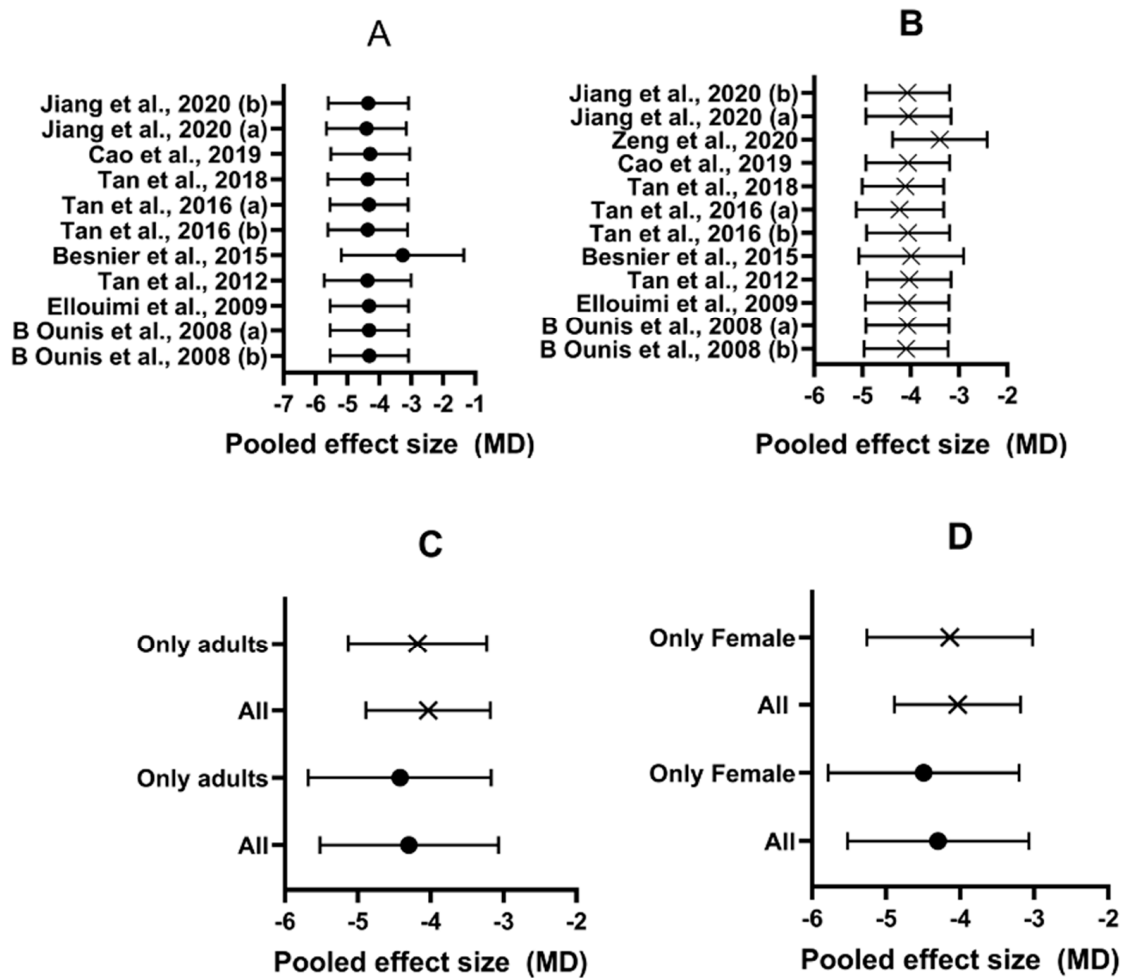 A
Jiang et al., 2020 (b)
Jiang et al., 2020 (a)
Cao et al., 2019
Tan et al., 2018
Tan et al., 2016 (a)
Tan et al., 2016 (b)
Besnier et al., 2015
Tan et al., 2012
Ellouimi et al., 2009
B Ounis et al., 2008 (a)
B Ounis et al., 2008 (b)
-7 -6 -5 -4 -3 -2 -1
Pooled effect size (MD)
B
Jiang et al., 2020 (b)
Jiang et al., 2020 (a)
Zeng et al., 2020
Cao et al., 2019
Tan et al., 2018
Tan et al., 2016 (a)
Tan et al., 2016 (b)
Besnier et al., 2015
Tan et al., 2012
Ellouimi et al., 2009
B Ounis et al., 2008 (a)
B Ounis et al., 2008 (b)
-6 -5 -4 -3 -2
Pooled effect size (MD)
C
Only adults
All
Only adults
All
-6 -5 -4 -3 -2
Pooled effect size (MD)
D
Only Female
All
Only Female
All
-6 -5 -4 -3 -2
Pooled effect size (MD)